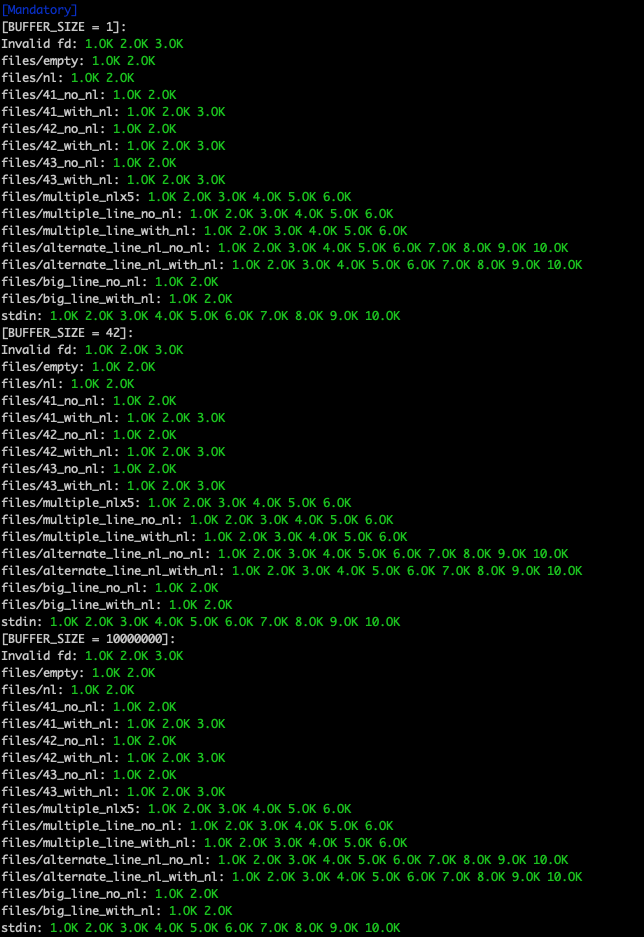 [Mandatory]
[BUFFER_SIZE = 1]:
Invalid fd: 1.OK 2.OK 3.OK
files/empty: 1.OK 2.OK
files/nl: 1.OK 2.OK
files/41_no_nl: 1.OK 2.OK
files/41_with_nl: 1.OK 2.OK 3.OK
files/42_no_nl: 1.OK 2.OK
files/42_with_nl: 1.OK 2.OK 3.OK
files/43_no_nl: 1.OK 2.OK
files/43_with_nl: 1.OK 2.OK 3.OK
files/multiple_nlx5: 1.OK 2.OK 3.OK 4.OK 5.OK 6.OK
files/multiple_line_no_nl: 1.OK 2.OK 3.OK 4.OK 5.OK 6.OK
files/multiple_line_with_nl: 1.OK 2.OK 3.OK 4.OK 5.OK 6.OK
files/alternate_line_nl_no_nl: 1.OK 2.OK 3.OK 4.OK 5.OK 6.OK 7.OK 8.OK 9.OK 10.OK
files/alternate_line_nl_with_nl: 1.OK 2.OK 3.OK 4.OK 5.OK 6.OK 7.OK 8.OK 9.OK 10.OK
files/big_line_no_nl: 1.OK 2.OK
files/big_line_with_nl: 1.OK 2.OK
stdin: 1.OK 2.OK 3.OK 4.OK 5.OK 6.OK 7.OK 8.OK 9.OK 10.OK
[BUFFER_SIZE = 42]:
Invalid fd: 1.OK 2.OK 3.OK
files/empty: 1.OK 2.OK
files/nl: 1.OK 2.OK
files/41_no_nl: 1.OK 2.OK
files/41_with_nl: 1.OK 2.OK 3.OK
files/42_no_nl: 1.OK 2.OK
files/42_with_nl: 1.OK 2.OK 3.OK
files/43_no_nl: 1.OK 2.OK
files/43_with_nl: 1.OK 2.OK 3.OK
files/multiple_nlx5: 1.OK 2.OK 3.OK 4.OK 5.OK 6.OK
files/multiple_line_no_nl: 1.OK 2.OK 3.OK 4.OK 5.OK 6.OK
files/multiple_line_with_nl: 1.OK 2.OK 3.OK 4.OK 5.OK 6.OK
files/alternate_line_nl_no_nl: 1.OK 2.OK 3.OK 4.OK 5.OK 6.OK 7.OK 8.OK 9.OK 10.OK
files/alternate_line_nl_with_nl: 1.OK 2.OK 3.OK 4.OK 5.OK 6.OK 7.OK 8.OK 9.OK 10.OK
files/big_line_no_nl: 1.OK 2.OK
files/big_line_with_nl: 1.OK 2.OK
stdin: 1.OK 2.OK 3.OK 4.OK 5.OK 6.OK 7.OK 8.OK 9.OK 10.OK
[BUFFER_SIZE = 10000000]:
Invalid fd: 1.OK 2.OK 3.OK
files/empty: 1.OK 2.OK
files/nl: 1.OK 2.OK
files/41_no_nl: 1.OK 2.OK
files/41_with_nl: 1.OK 2.OK 3.OK
files/42_no_nl: 1.OK 2.OK
files/42_with_nl: 1.OK 2.OK 3.OK
files/43_no_nl: 1.OK 2.OK
files/43_with_nl: 1.OK 2.OK 3.OK
files/multiple_nlx5: 1.OK 2.OK 3.OK 4.OK 5.OK 6.OK
files/multiple_line_no_nl: 1.OK 2.OK 3.OK 4.OK 5.OK 6.OK
files/multiple_line_with_nl: 1.OK 2.OK 3.OK 4.OK 5.OK 6.OK
files/alternate_line_nl_no_nl: 1.OK 2.OK 3.OK 4.OK 5.OK 6.OK 7.OK 8.OK 9.OK 10.OK
files/alternate_line_nl_with_nl: 1.OK 2.OK 3.OK 4.OK 5.OK 6.OK 7.OK 8.OK 9.OK 10.OK
files/big_line_no_nl: 1.OK 2.OK
files/big_line_with_nl: 1.OK 2.OK
stdin: 1.OK 2.OK 3.OK 4.OK 5.OK 6.OK 7.OK 8.OK 9.OK 10.OK